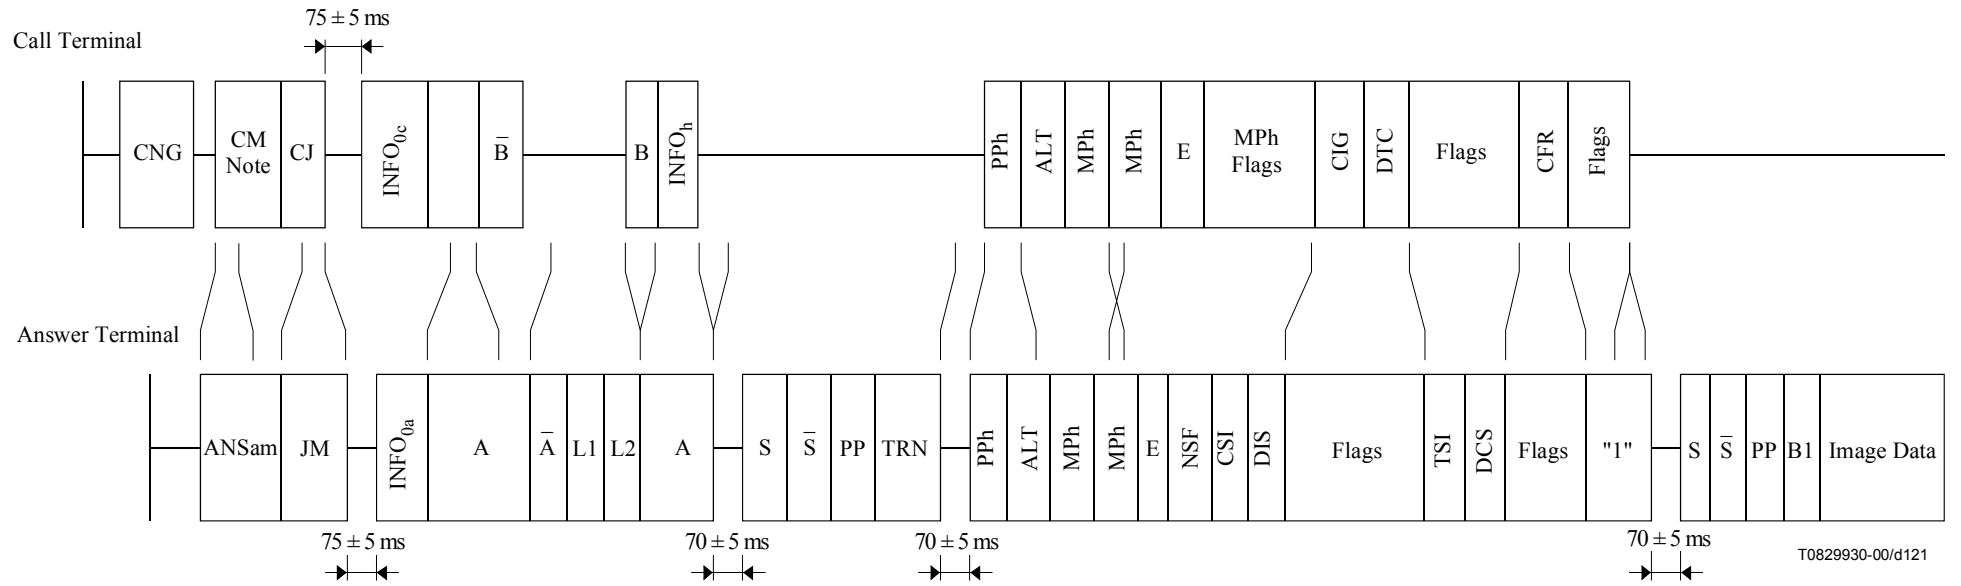 75 ± 5 ms
Call Terminal
CNG
CM
Note
CJ
INFO0c
B̅
B
INFOh
PPh
ALT
MPh
MPh
E
MPh
Flags
CIG
DTC
Flags
CFR
Flags
Answer Terminal
ANSam
JM
INFO0a
A
A̅
L1
L2
A
S
S̅
PP
TRN
PPh
ALT
MPh
MPh
E
NSF
CSI
DIS
Flags
TSI
DCS
Flags
"1"
S
S̅
PP
B1
Image Data
75 ± 5 ms
70 ± 5 ms
70 ± 5 ms
70 ± 5 ms
T0829930-00/d121